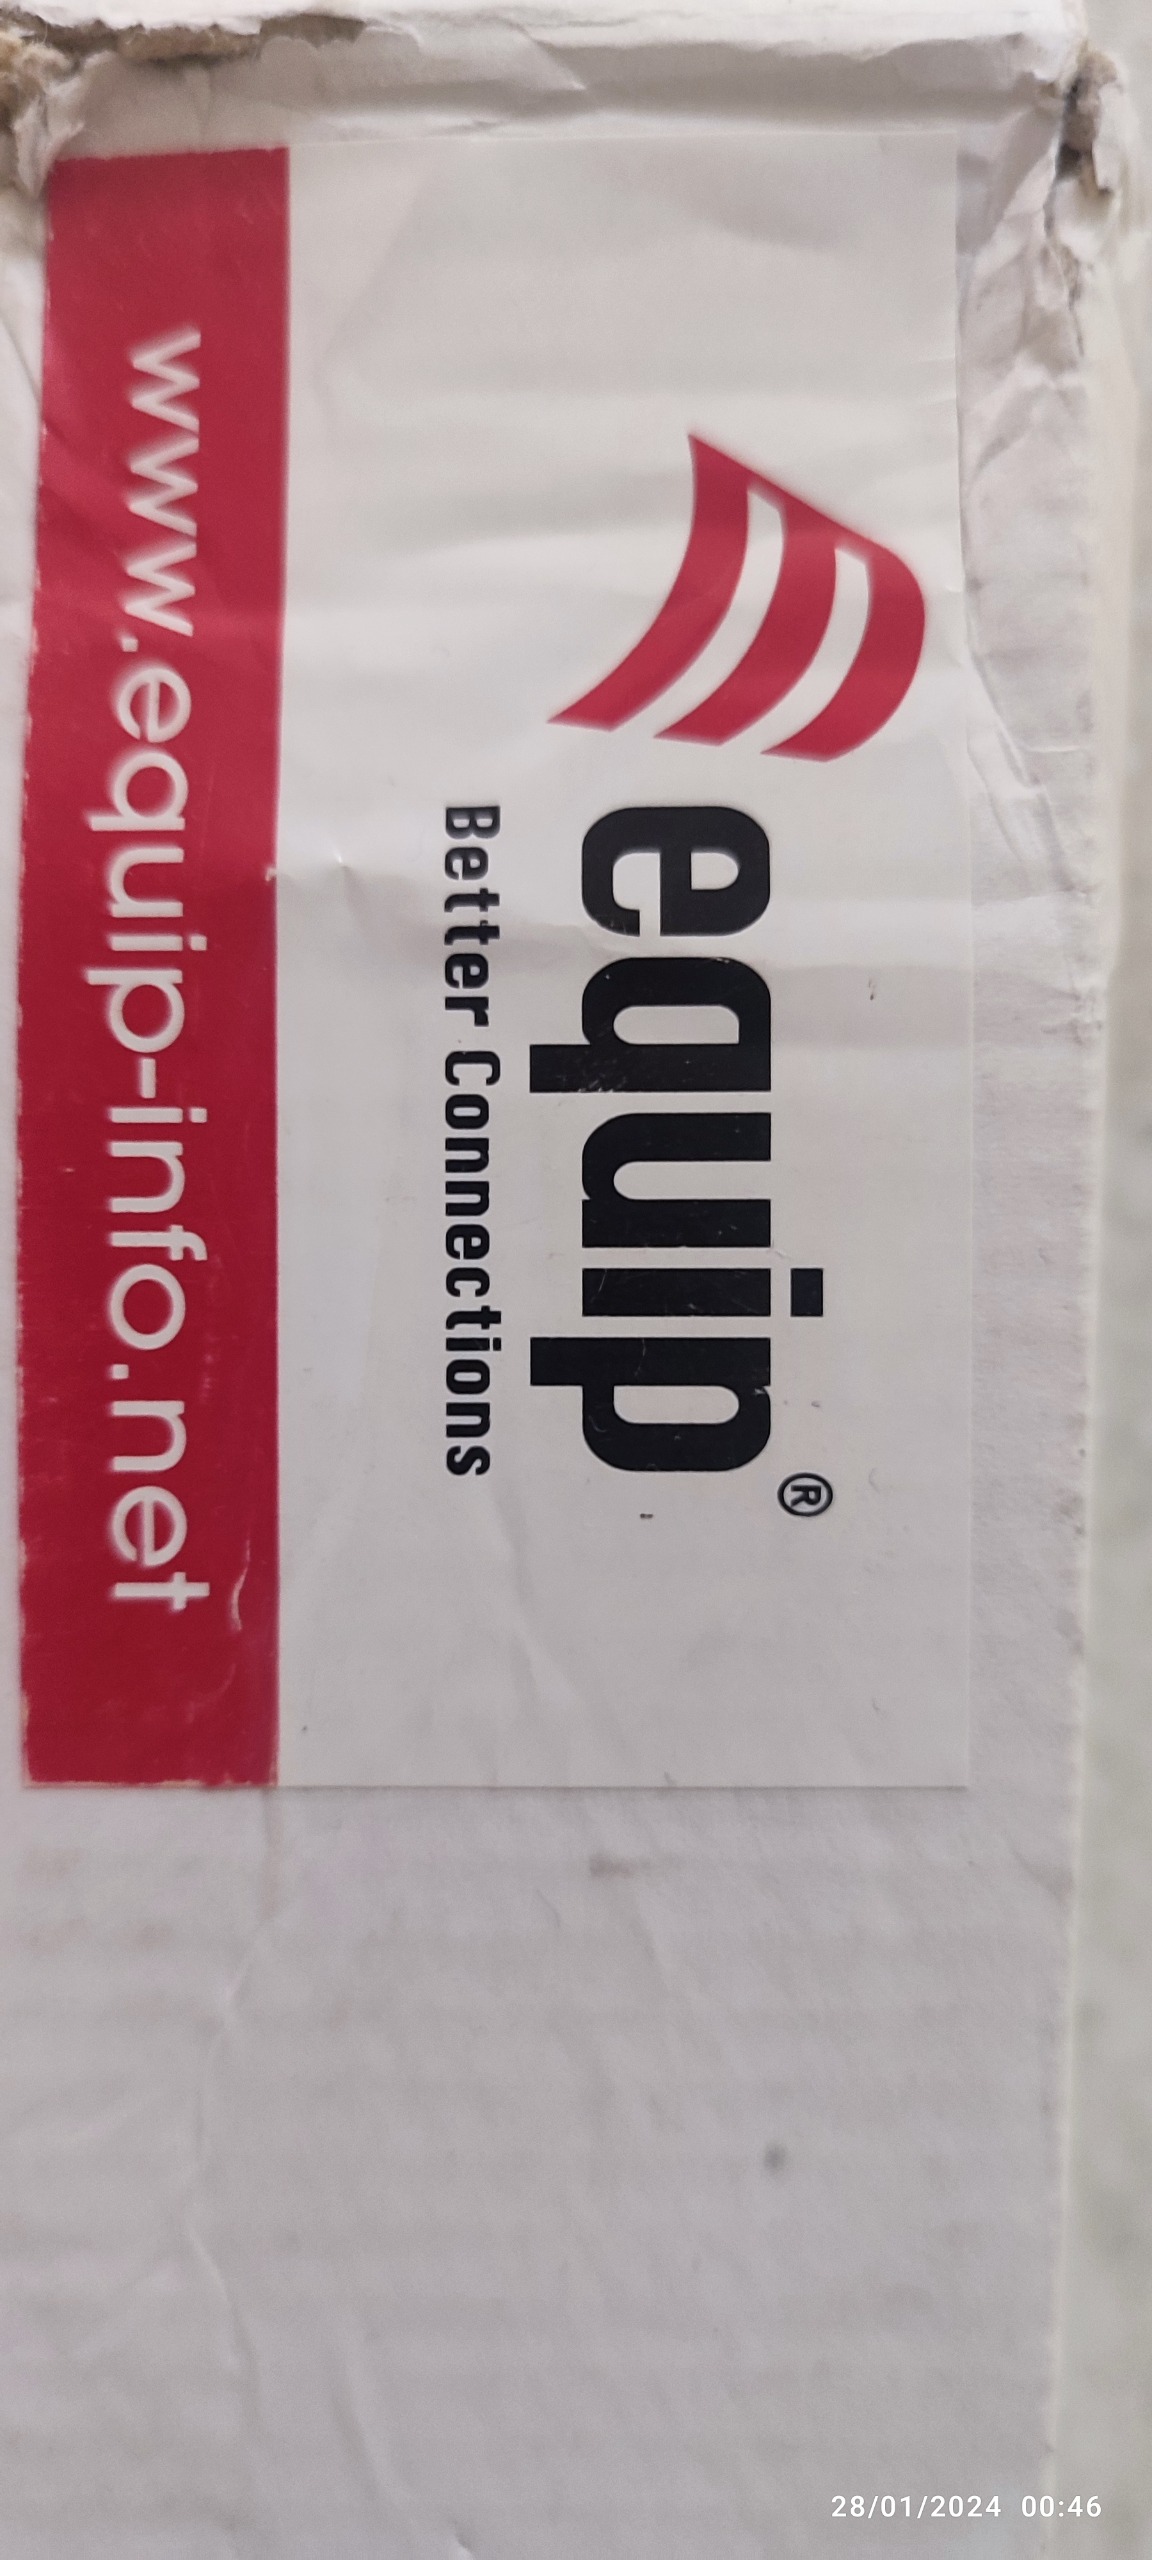 equip®
Better Connections
www.equip-info.net
28/01/2024 00:46